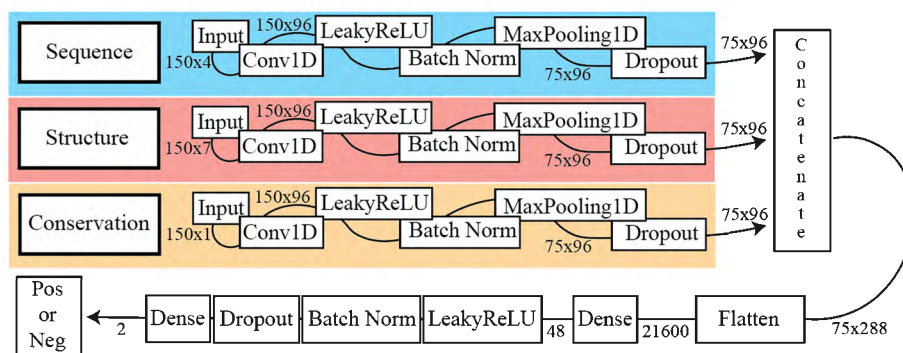 Sequence
Input
150x4
Conv1D
150x96
LeakyReLU
Batch Norm
MaxPooling1D
75x96
Dropout
75x96
Structure
Input
150x7
Conv1D
150x96
LeakyReLU
Batch Norm
MaxPooling1D
75x96
Dropout
75x96
Conservation
Input
150x1
Conv1D
150x96
LeakyReLU
Batch Norm
MaxPooling1D
75x96
Dropout
75x96
Concatenate
75x288
Flatten
21600
Dense
48
LeakyReLU
Batch Norm
Dropout
Dense
2
Pos
or
Neg